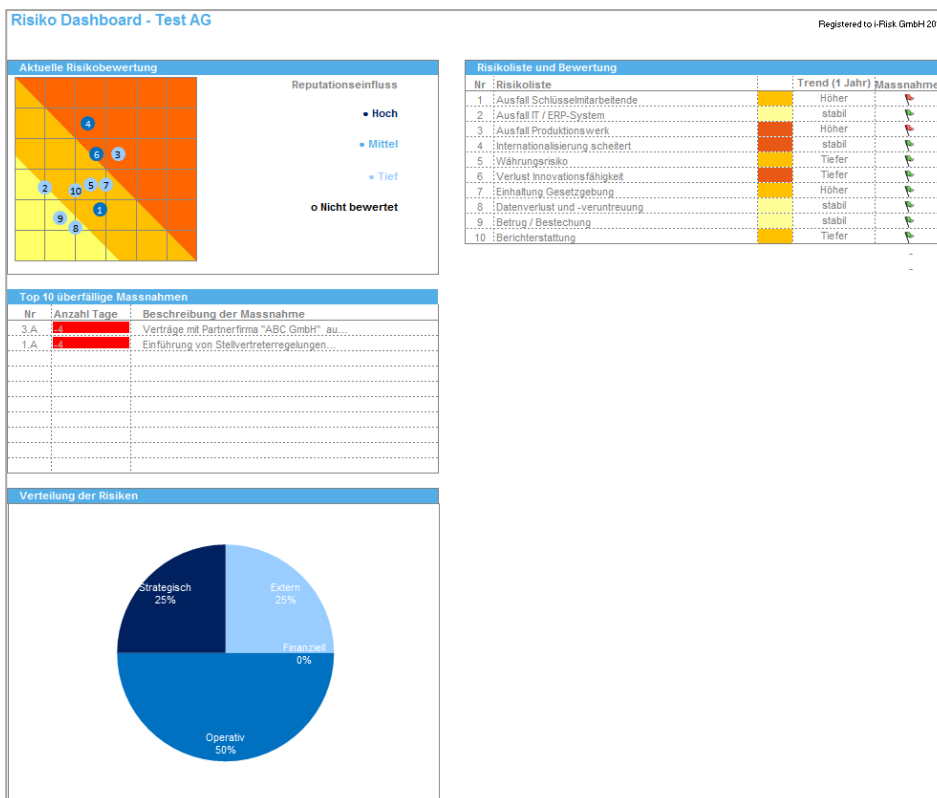 Risiko Dashboard - Test AG
Registered to i-Risk GmbH 20
Aktuelle Risikobewertung
Reputationseinfluss
• Hoch
• Mittel
• Tief
o Nicht bewertet
4
6 3
2 10 5 7
9 1
8
Risikoliste und Bewertung
Nr Risikoliste Trend (1 Jahr) Massnahme
1 Ausfall Schlüsselmitarbeitende Höher
2 Ausfall IT / ERP-System stabil
3 Ausfall Produktionswerk Höher
4 Internationalisierung scheitert stabil
5 Währungsrisiko Tiefer
6 Verlust Innovationsfähigkeit Tiefer
7 Einhaltung Gesetzgebung Höher
8 Datenverlust und -veruntreuung stabil
9 Betrug / Bestechung stabil
10 Berichterstattung Tiefer
-
-
Top 10 überfällige Massnahmen
Nr Anzahl Tage Beschreibung der Massnahme
3.A -4 Verträge mit Partnerfirma "ABC GmbH" au...
1.A -4 Einführung von Stellvertreterregelungen...
Verteilung der Risiken
Strategisch
25%
Extern
25%
Finanziell
0%
Operativ
50%